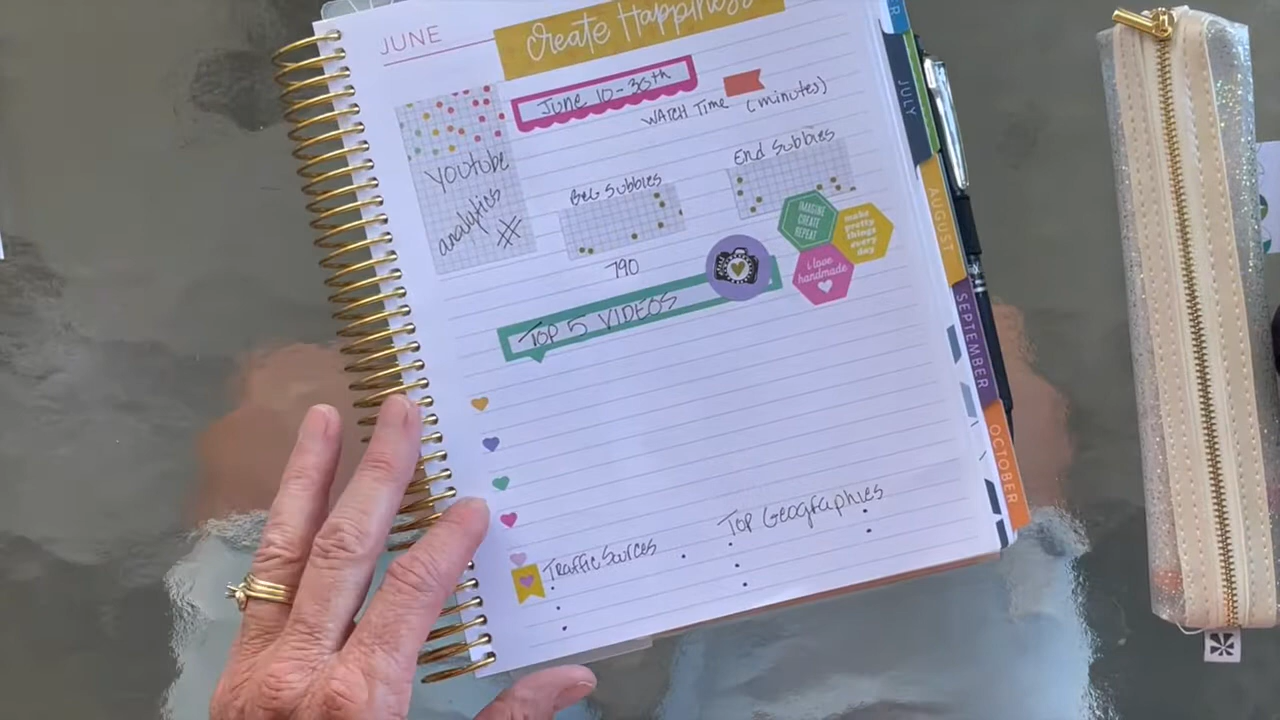 JUNE
Create Happiness
June 10-30th
WATCH TIME (minutes)
YouTube
analytics
#
Beg Subbies
End Subbies
790
IMAGINE
CREATE
REPEAT
make
pretty
things
every
day
i love
handmade
TOP 5 VIDEOS
Traffic Sources
Top Geographies
JULY
AUGUST
SEPTEMBER
OCTOBER